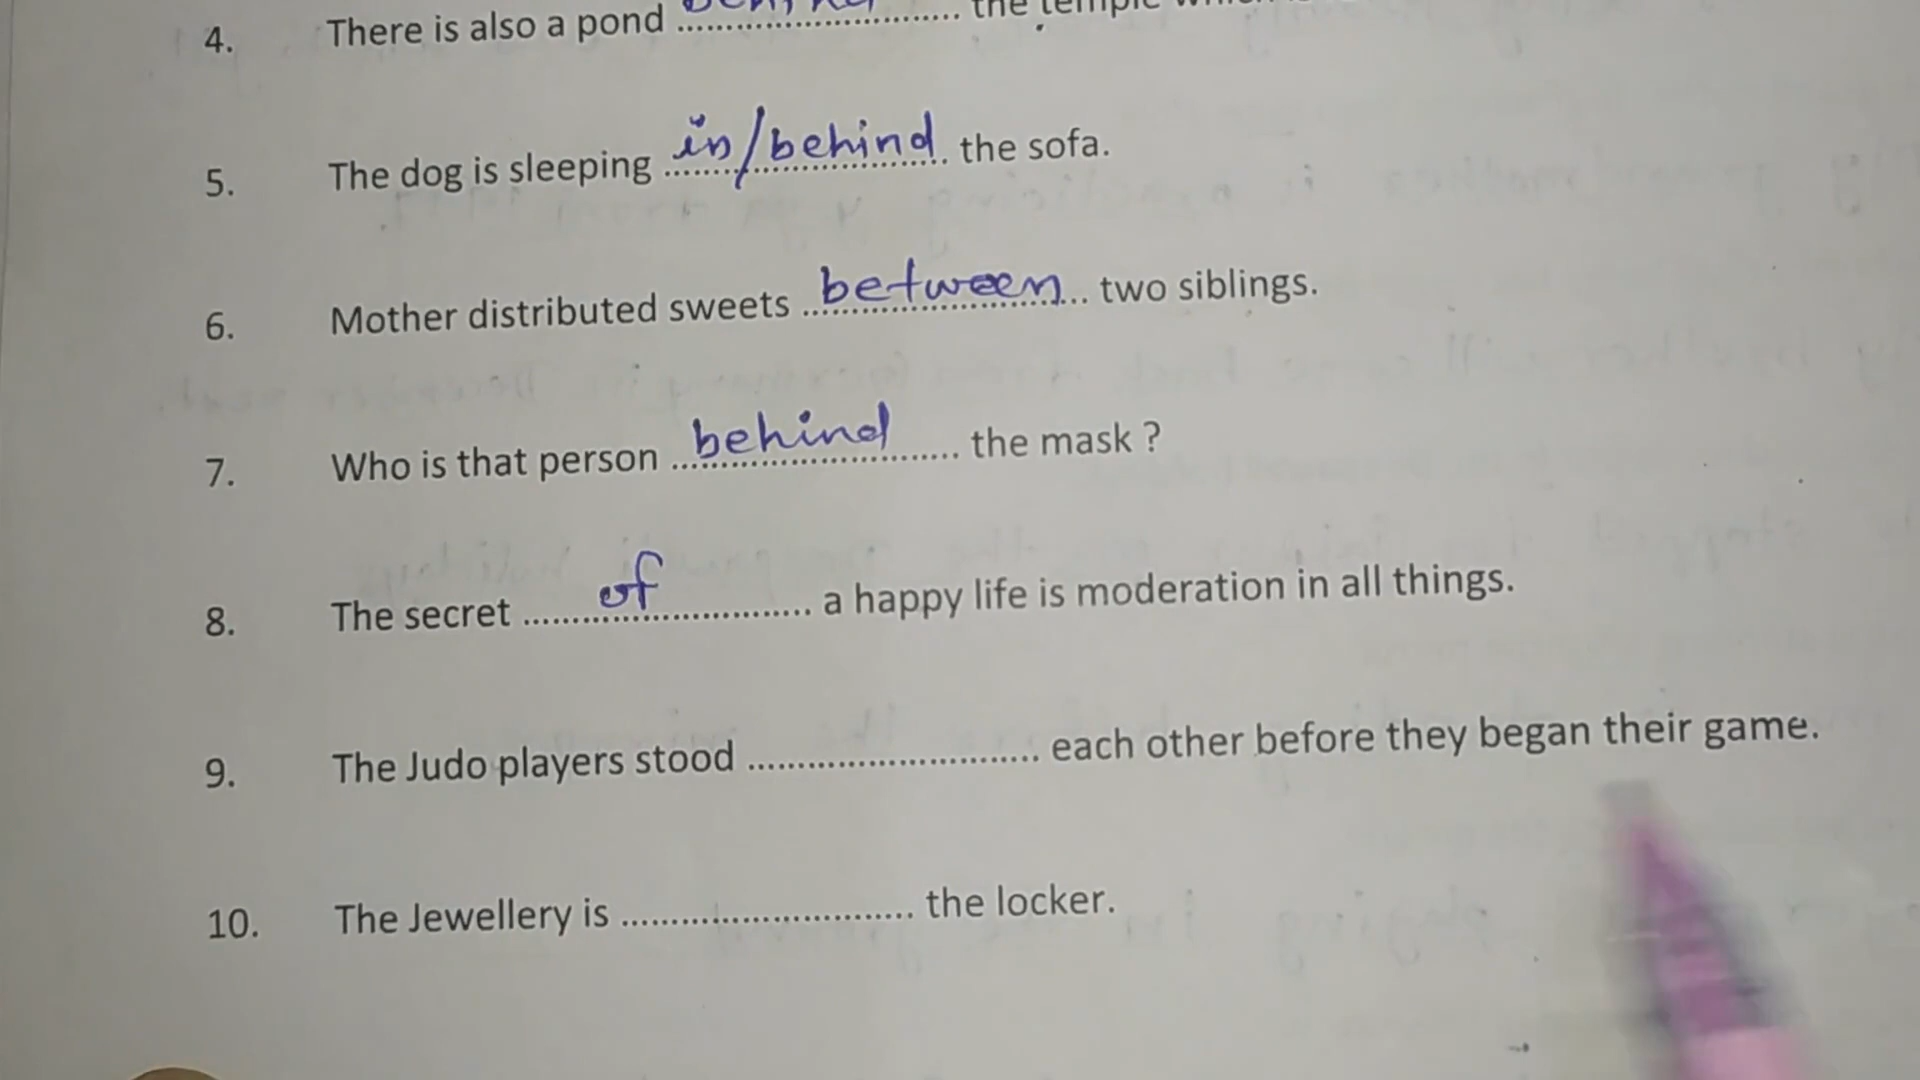 4. There is also a pond behind the temple
5. The dog is sleeping in/behind the sofa.
6. Mother distributed sweets between two siblings.
7. Who is that person behind the mask ?
8. The secret of a happy life is moderation in all things.
9. The Judo players stood ............................. each other before they began their game.
10. The Jewellery is ............................. the locker.